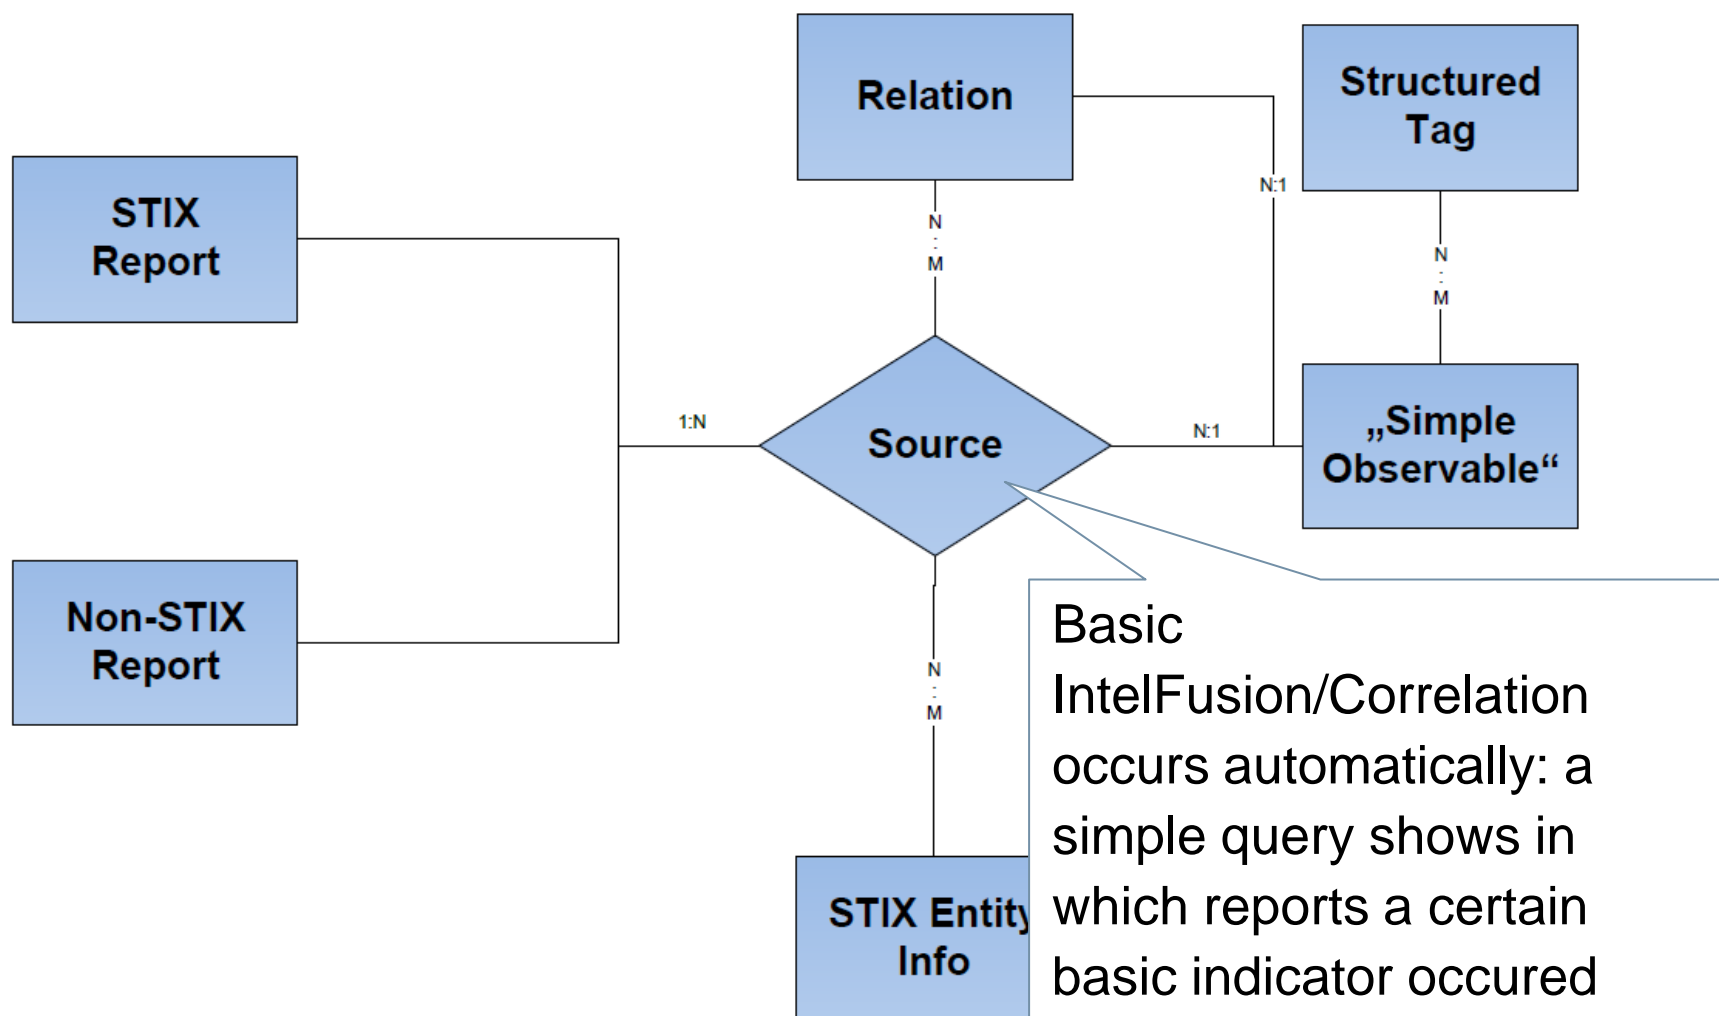 Relation
Structured
Tag
STIX
Report
N:1
N
:
M
N
:
M
1:N
Source
N:1
„Simple
Observable“
Non-STIX
Report
N
:
M
Basic
IntelFusion/Correlation
occurs automatically: a
simple query shows in
which reports a certain
basic indicator occured
STIX Entity
Info